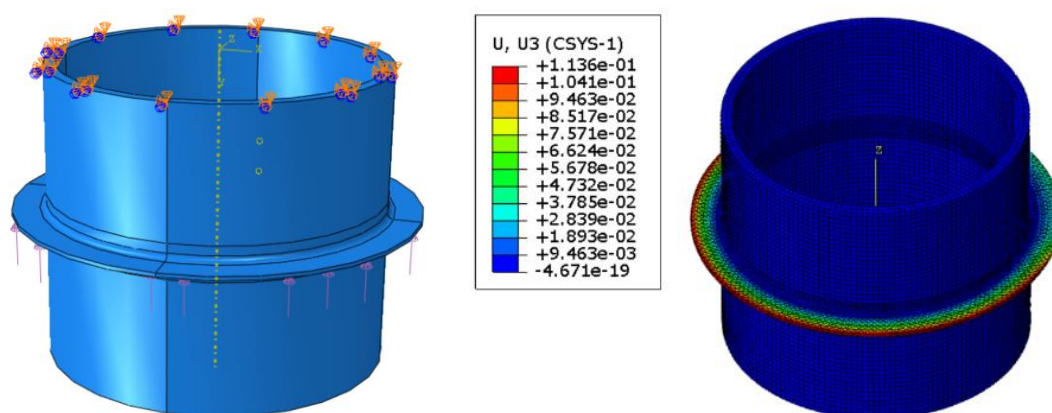 Z
X
Y
U, U3 (CSYS-1)
+1.136e-01
+1.041e-01
+9.463e-02
+8.517e-02
+7.571e-02
+6.624e-02
+5.678e-02
+4.732e-02
+3.785e-02
+2.839e-02
+1.893e-02
+9.463e-03
-4.671e-19
Z